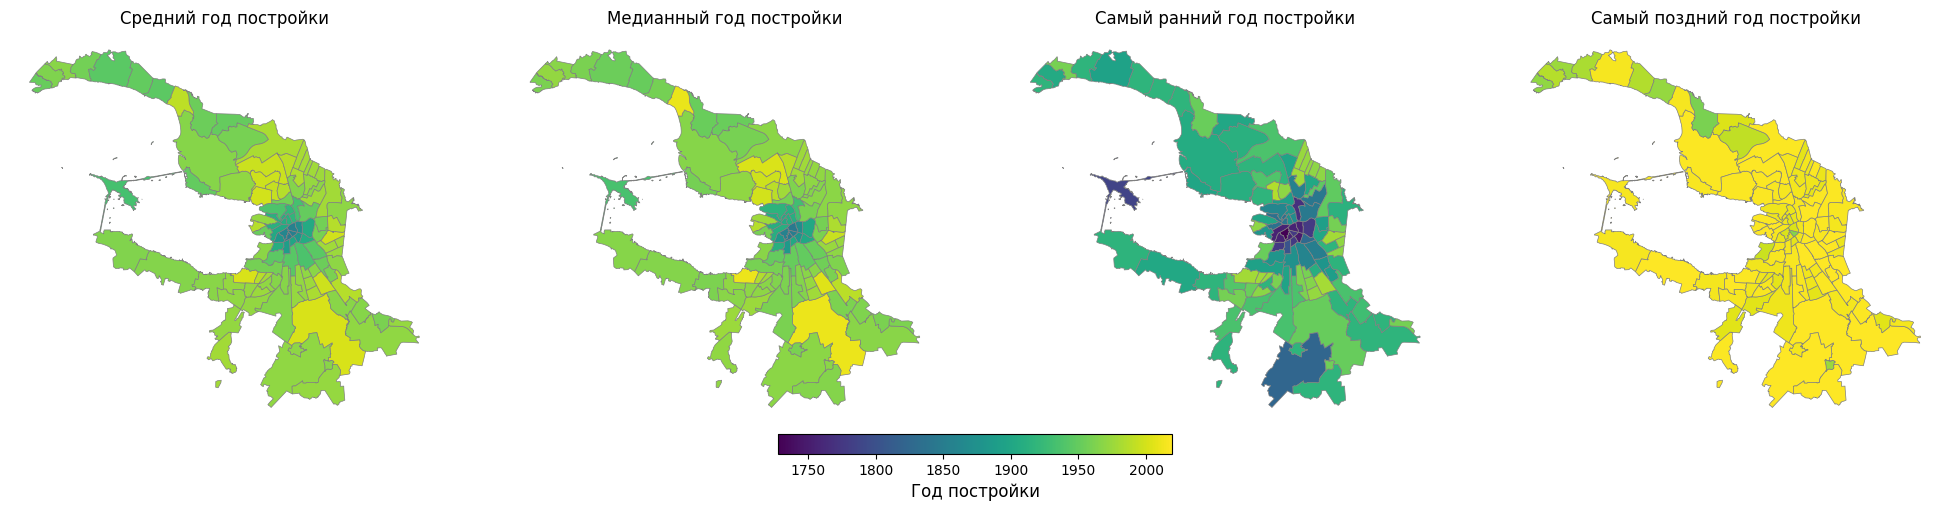 Средний год постройки
Медианный год постройки
Самый ранний год постройки
Самый поздний год постройки
1750 1800 1850 1900 1950 2000
Год постройки